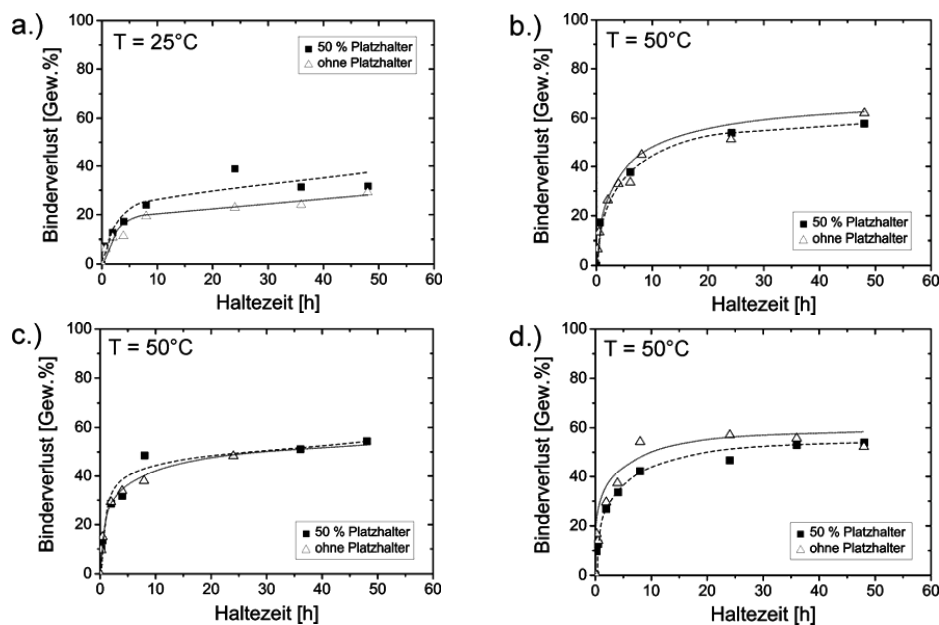 a.)
T = 25°C
50 % Platzhalter
ohne Platzhalter
Binderverlust [Gew.%]
100
80
60
40
20
0
0 10 20 30 40 50 60
Haltezeit [h]
b.)
T = 50°C
50 % Platzhalter
ohne Platzhalter
Binderverlust [Gew.%]
100
80
60
40
20
0
0 10 20 30 40 50 60
Haltezeit [h]
c.)
T = 50°C
50 % Platzhalter
ohne Platzhalter
Binderverlust [Gew.%]
100
80
60
40
20
0
0 10 20 30 40 50 60
Haltezeit [h]
d.)
T = 50°C
50 % Platzhalter
ohne Platzhalter
Binderverlust [Gew.%]
100
80
60
40
20
0
0 10 20 30 40 50 60
Haltezeit [h]